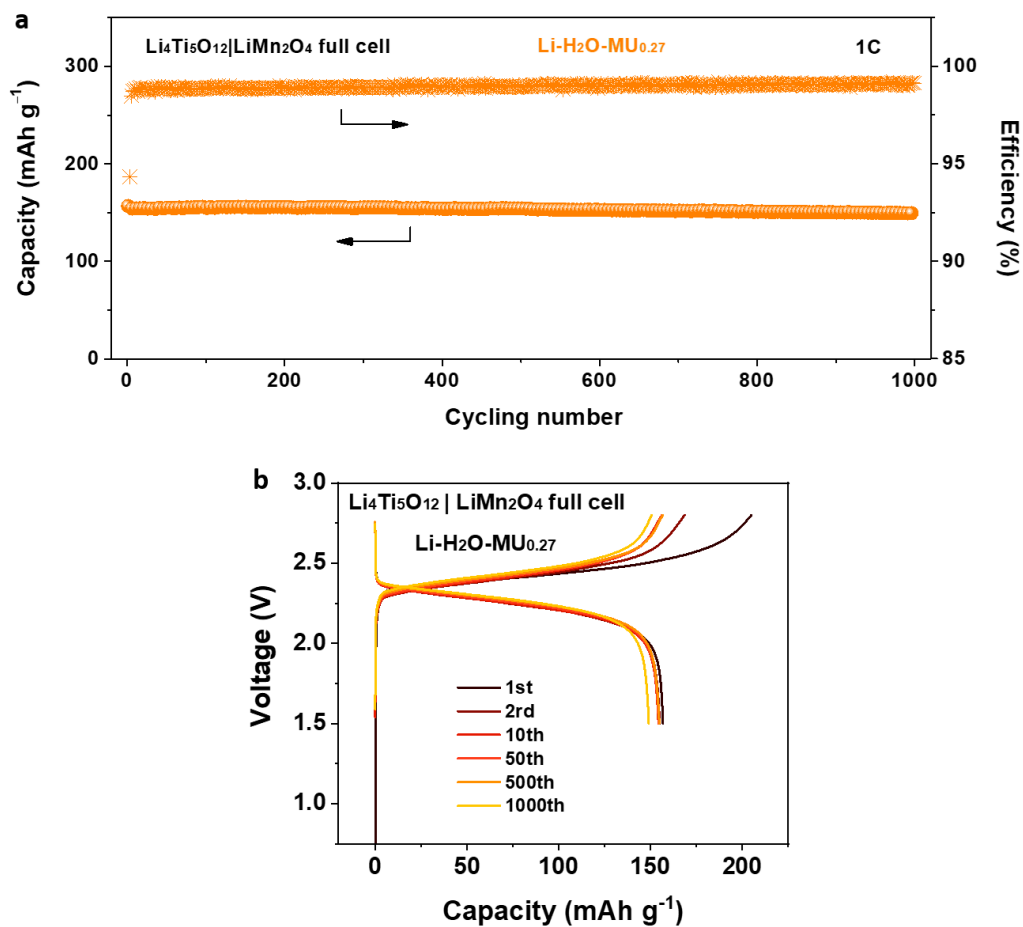 a
Li4Ti5O12|LiMn2O4 full cell Li-H2O-MU0.27 1C
Capacity (mAh g−1)
300
200
100
0
Efficiency (%)
100
95
90
85
0 200 400 600 800 1000
Cycling number
b
Li4Ti5O12 | LiMn2O4 full cell
Li-H2O-MU0.27
Voltage (V)
3.0
2.5
2.0
1.5
1.0
1st
2rd
10th
50th
500th
1000th
0 50 100 150 200
Capacity (mAh g-1)